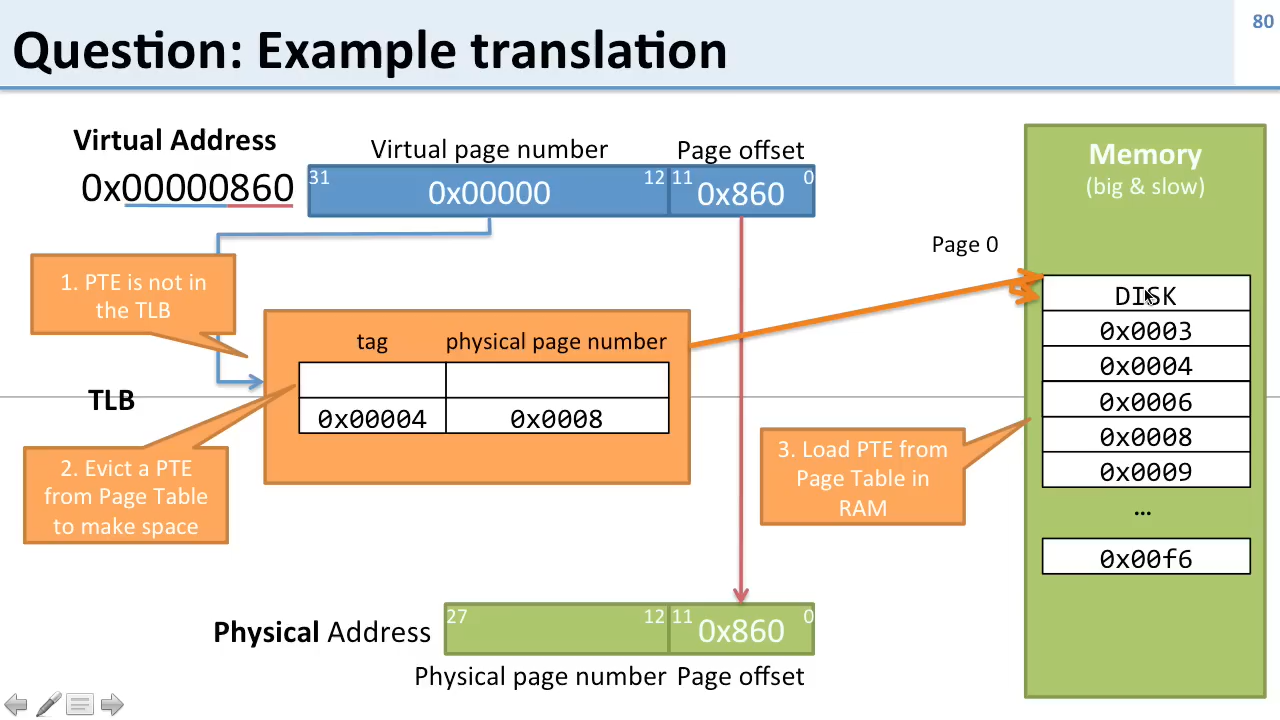 80
Question: Example translation
Virtual Address
0x00000860
Virtual page number
Page offset
31
0x00000
12
11
0x860
0
Memory
(big & slow)
Page 0
1. PTE is not in
the TLB
TLB
tag
physical page number
0x00004
0x0008
2. Evict a PTE
from Page Table
to make space
3. Load PTE from
Page Table in
RAM
DISK
0x0003
0x0004
0x0006
0x0008
0x0009
...
0x00f6
Physical Address
27
12
11
0x860
0
Physical page number
Page offset